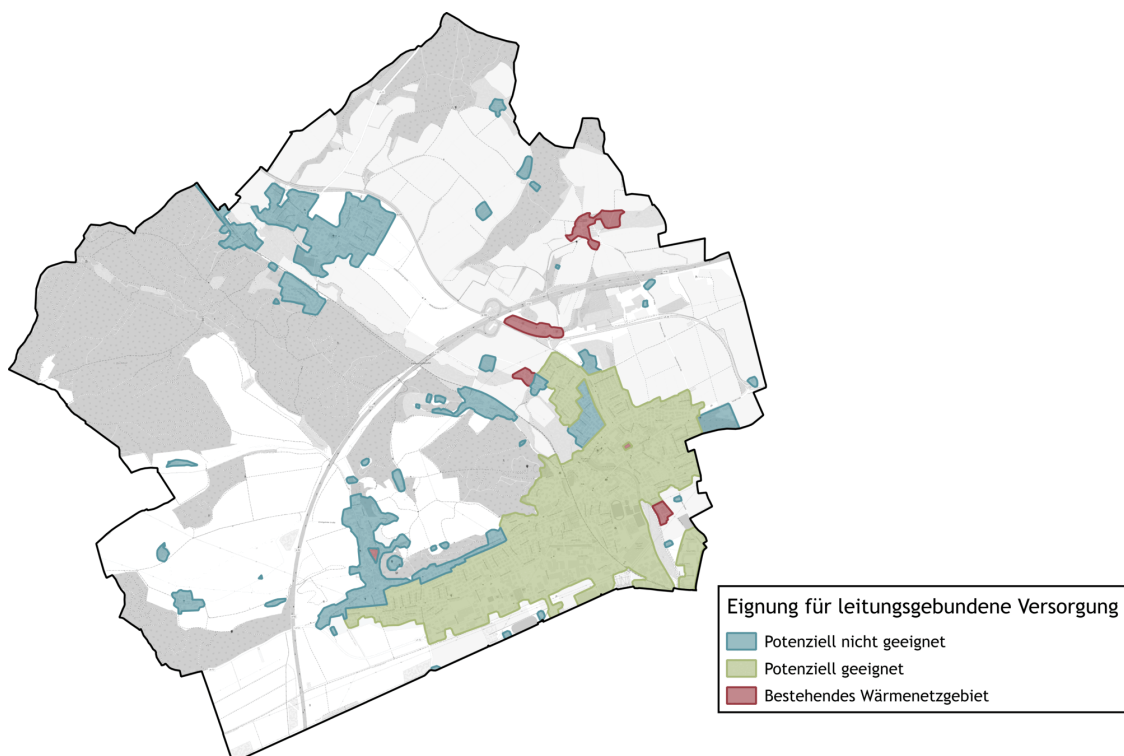 Eignung für leitungsgebundene Versorgung
Potenziell nicht geeignet
Potenziell geeignet
Bestehendes Wärmenetzgebiet